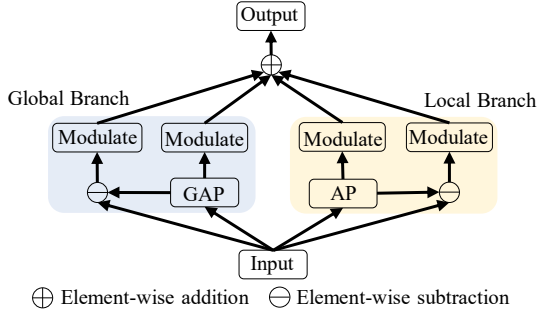 Output
Global Branch
Local Branch
Modulate
Modulate
Modulate
Modulate
GAP
AP
Input
Element-wise addition
Element-wise subtraction